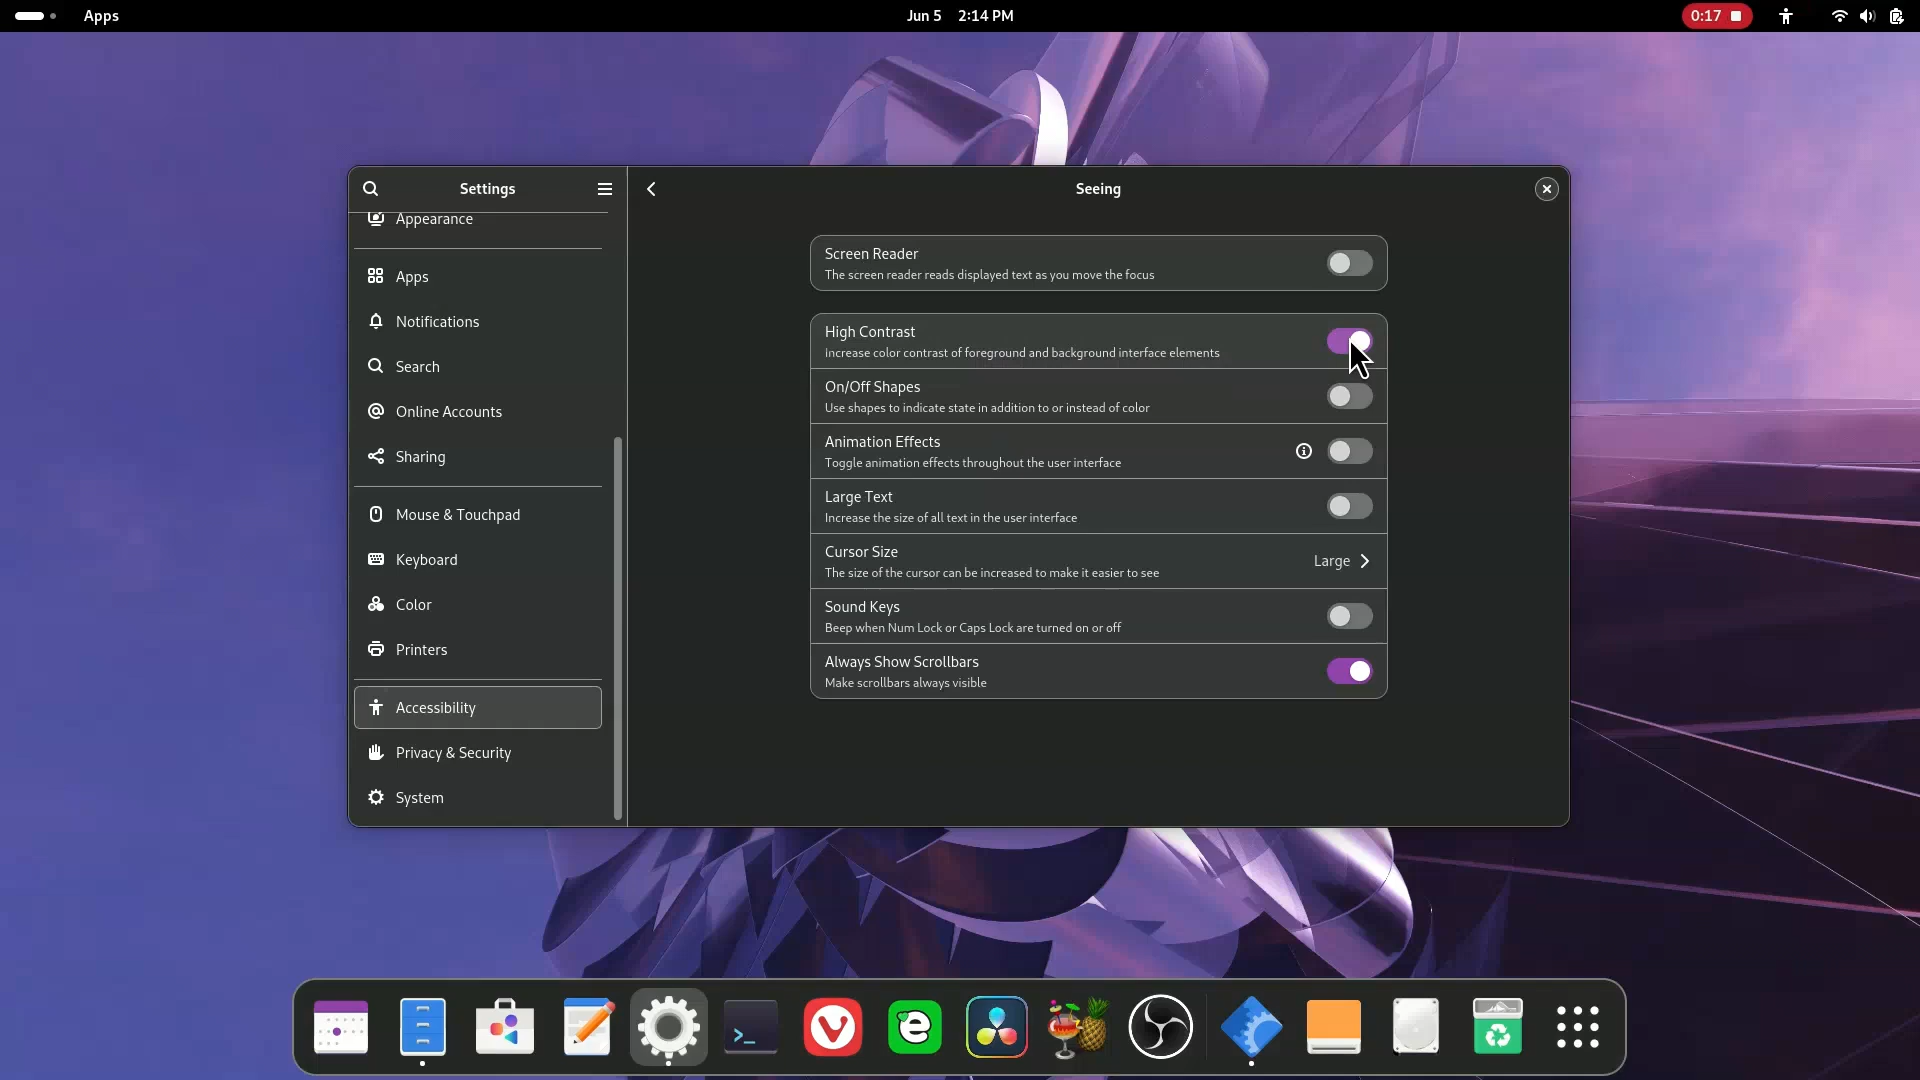 Apps
Jun 5 2:14 PM
0:17
Settings
Seeing
Appearance
Apps
Notifications
Search
Online Accounts
Sharing
Mouse & Touchpad
Keyboard
Color
Printers
Accessibility
Privacy & Security
System
Screen Reader
The screen reader reads displayed text as you move the focus
High Contrast
Increase color contrast of foreground and background interface elements
On/Off Shapes
Use shapes to indicate state in addition to or instead of color
Animation Effects
Toggle animation effects throughout the user interface
Large Text
Increase the size of all text in the user interface
Cursor Size
The size of the cursor can be increased to make it easier to see
Large
Sound Keys
Beep when Num Lock or Caps Lock are turned on or off
Always Show Scrollbars
Make scrollbars always visible